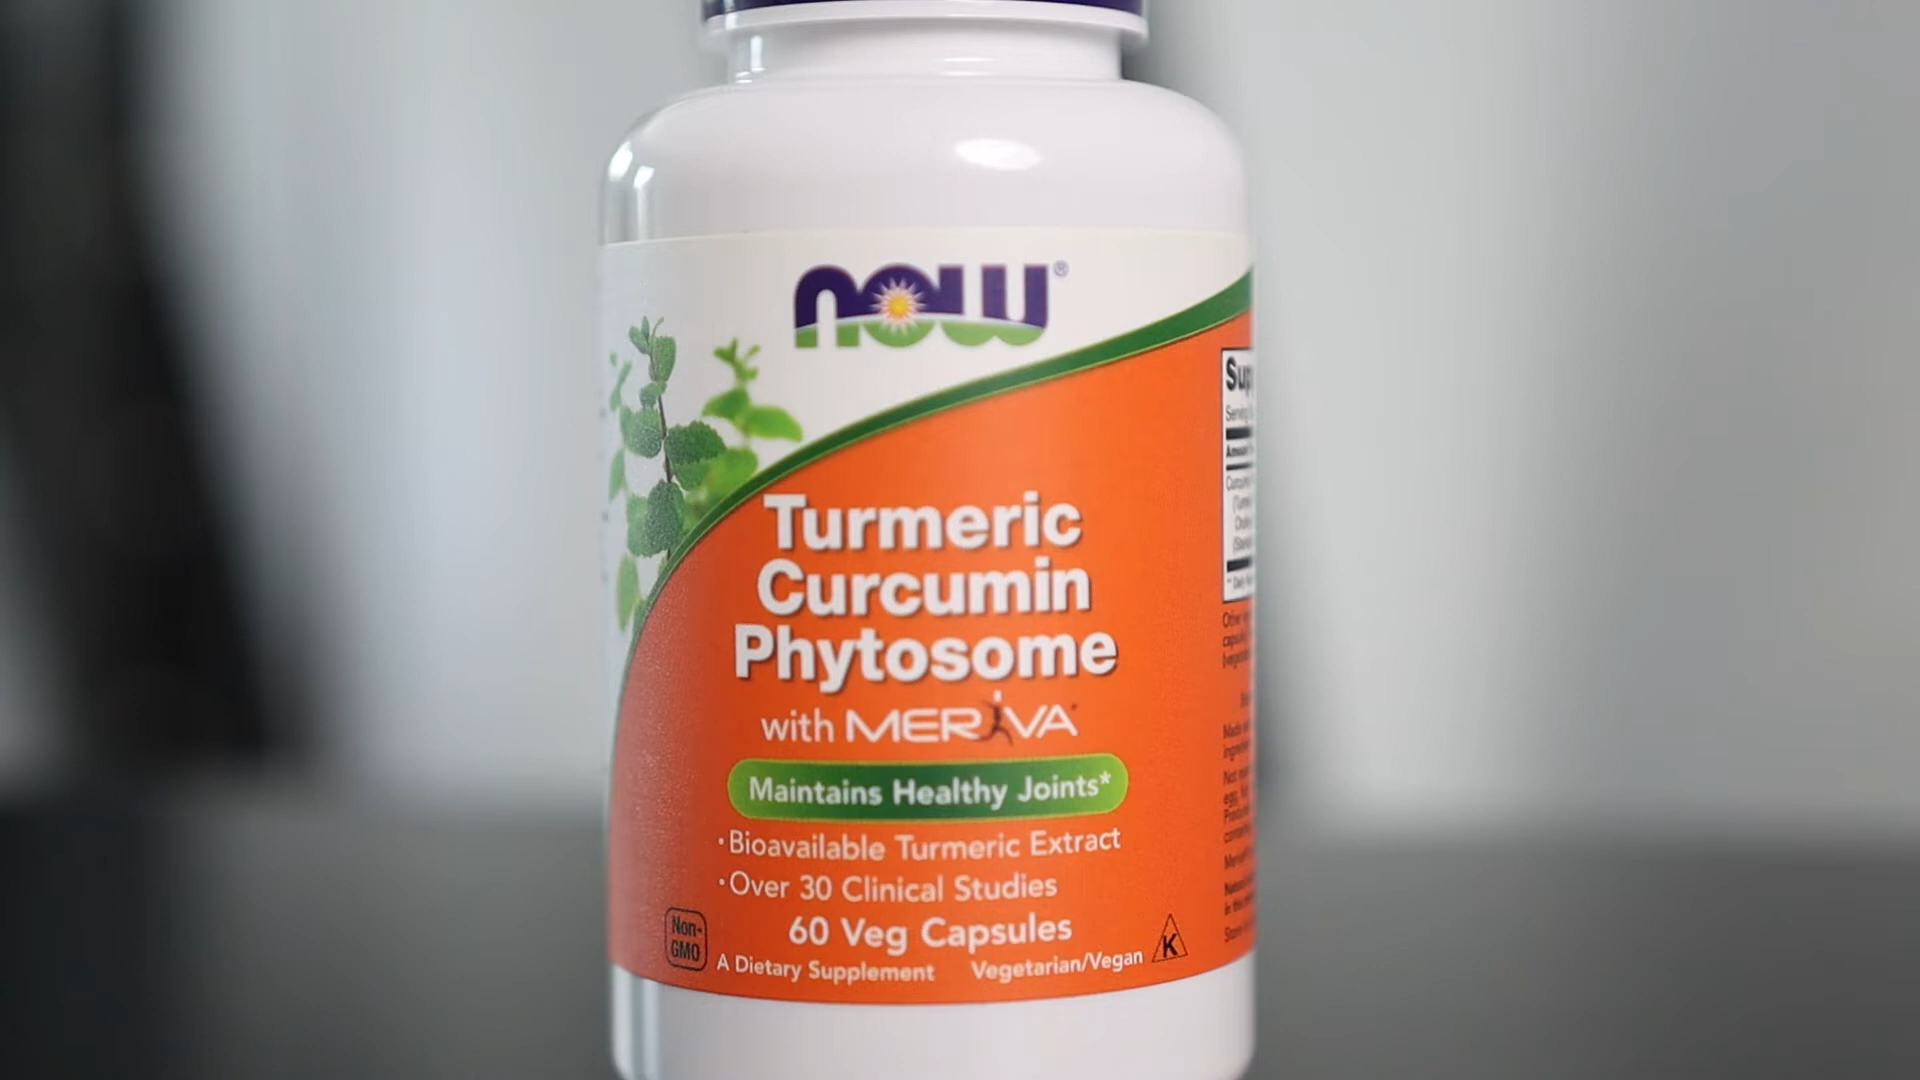 now®
Turmeric
Curcumin
Phytosome
with MERIVA
Maintains Healthy Joints*
· Bioavailable Turmeric Extract
· Over 30 Clinical Studies
60 Veg Capsules
Non-
GMO
A Dietary Supplement
Vegetarian/Vegan
K